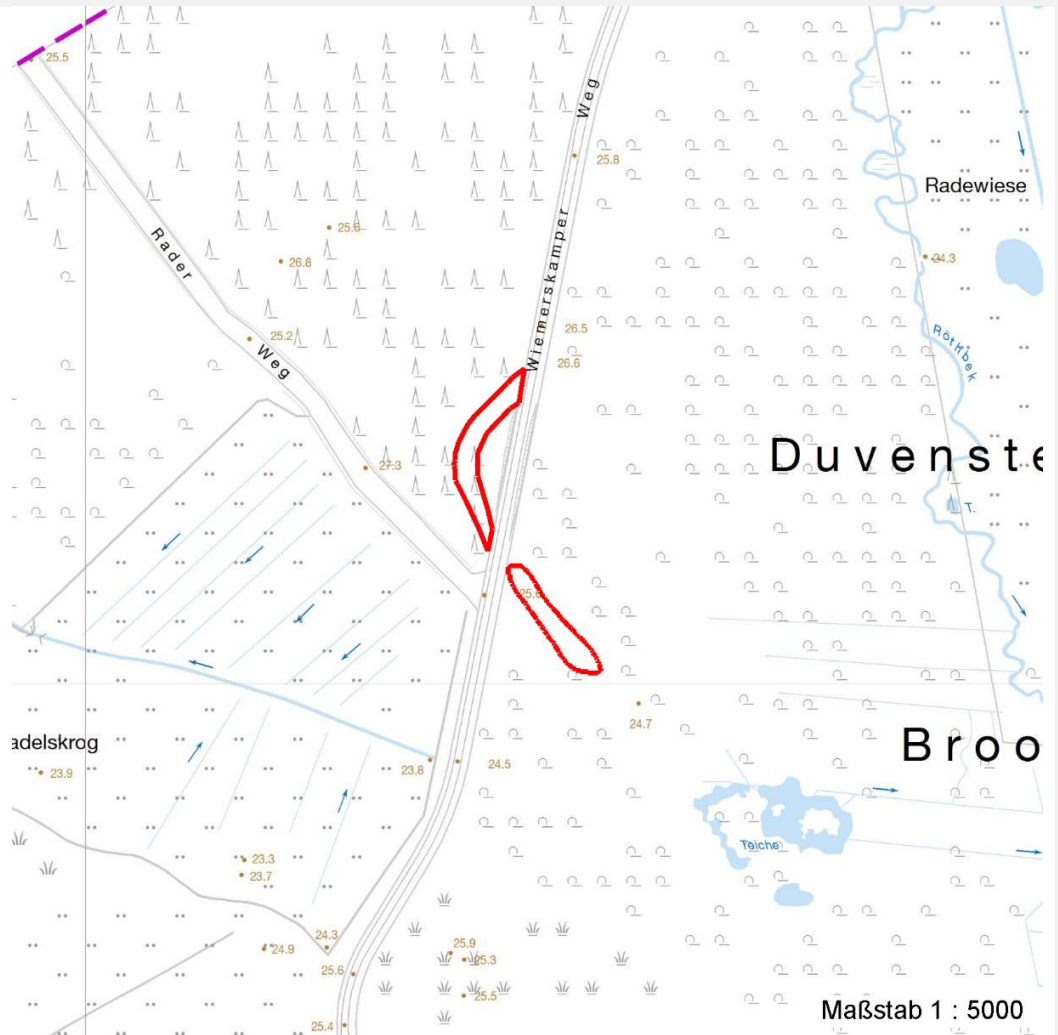 25.5
Weg
25.8
Radewiese
Rader
25.6
26.8
24.3
Wiemerskamper
25.2
26.5
Röthbek
Weg
26.6
Duvenste
27.3
T.
25.6
24.7
adelskrog
Broo
23.9
23.8
24.5
Teiche
23.3
23.7
24.3
24.9
25.9
25.3
25.6
25.5
25.4
Maßstab 1 : 5000